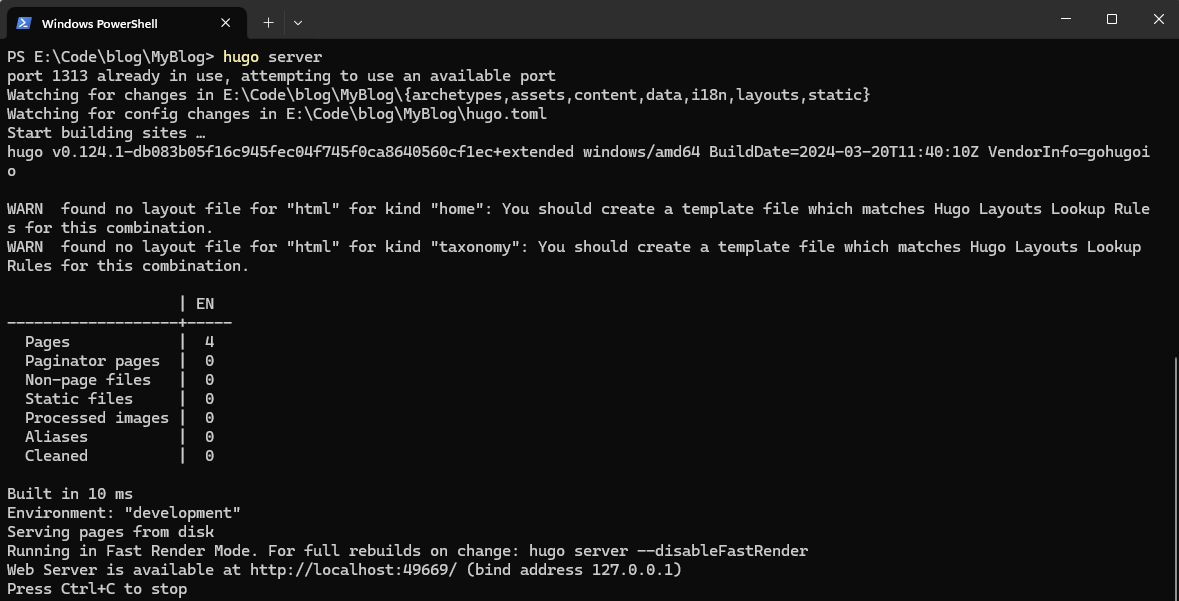 Windows PowerShell
PS E:\Code\blog\MyBlog> hugo server
port 1313 already in use, attempting to use an available port
Watching for changes in E:\Code\blog\MyBlog\{archetypes,assets,content,data,i18n,layouts,static}
Watching for config changes in E:\Code\blog\MyBlog\hugo.toml
Start building sites …
hugo v0.124.1-db083b05f16c945fec04f745f0ca8640560cf1ec+extended windows/amd64 BuildDate=2024-03-20T11:40:10Z VendorInfo=gohugoi
o
WARN  found no layout file for "html" for kind "home": You should create a template file which matches Hugo Layouts Lookup Rule
s for this combination.
WARN  found no layout file for "html" for kind "taxonomy": You should create a template file which matches Hugo Layouts Lookup
Rules for this combination.
                   | EN
-------------------+-----
  Pages            |  4
  Paginator pages  |  0
  Non-page files   |  0
  Static files     |  0
  Processed images |  0
  Aliases          |  0
  Cleaned          |  0
Built in 10 ms
Environment: "development"
Serving pages from disk
Running in Fast Render Mode. For full rebuilds on change: hugo server --disableFastRender
Web Server is available at http://localhost:49669/ (bind address 127.0.0.1)
Press Ctrl+C to stop